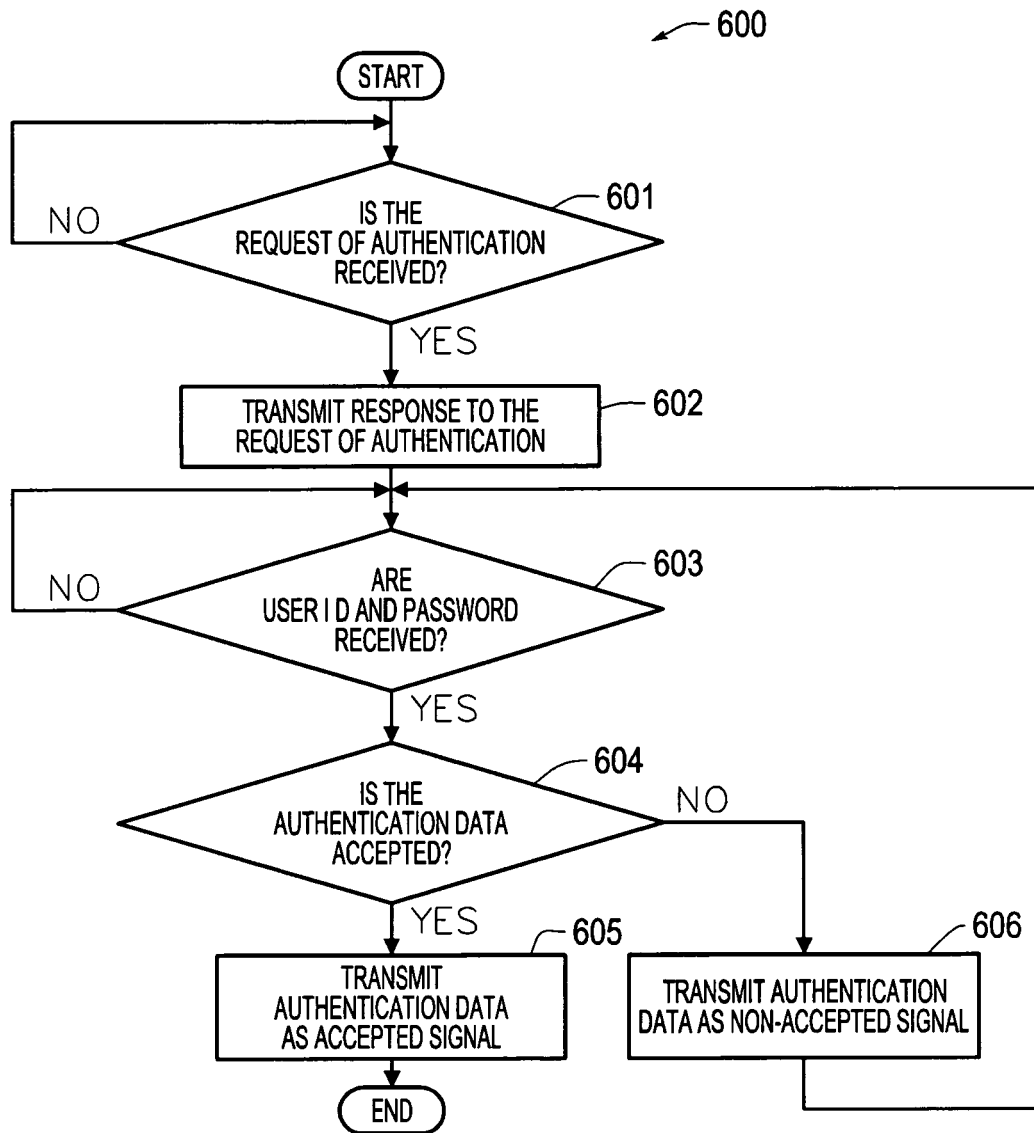 600
START
601
IS THE
REQUEST OF AUTHENTICATION
RECEIVED?
NO
YES
602
TRANSMIT RESPONSE TO THE
REQUEST OF AUTHENTICATION
603
ARE
USER I D AND PASSWORD
RECEIVED?
NO
YES
604
IS THE
AUTHENTICATION DATA
ACCEPTED?
NO
YES
605
TRANSMIT
AUTHENTICATION DATA
AS ACCEPTED SIGNAL
606
TRANSMIT AUTHENTICATION
DATA AS NON-ACCEPTED SIGNAL
END